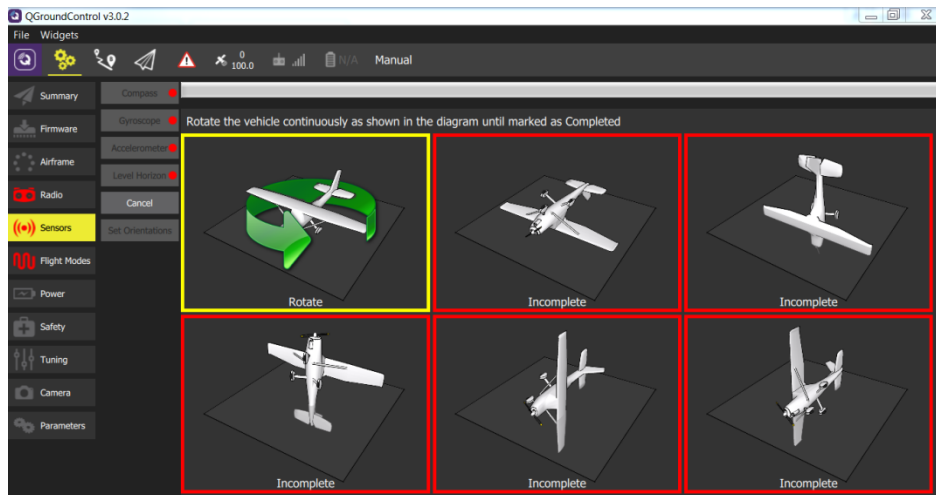 QGroundControl v3.0.2
File Widgets
0
100.0
N/A
Manual
Summary
Firmware
Airframe
Radio
Sensors
Flight Modes
Power
Safety
Tuning
Camera
Parameters
Compass
Gyroscope
Accelerometer
Level Horizon
Cancel
Set Orientations
Rotate the vehicle continuously as shown in the diagram until marked as Completed
Rotate
Incomplete
Incomplete
Incomplete
Incomplete
Incomplete